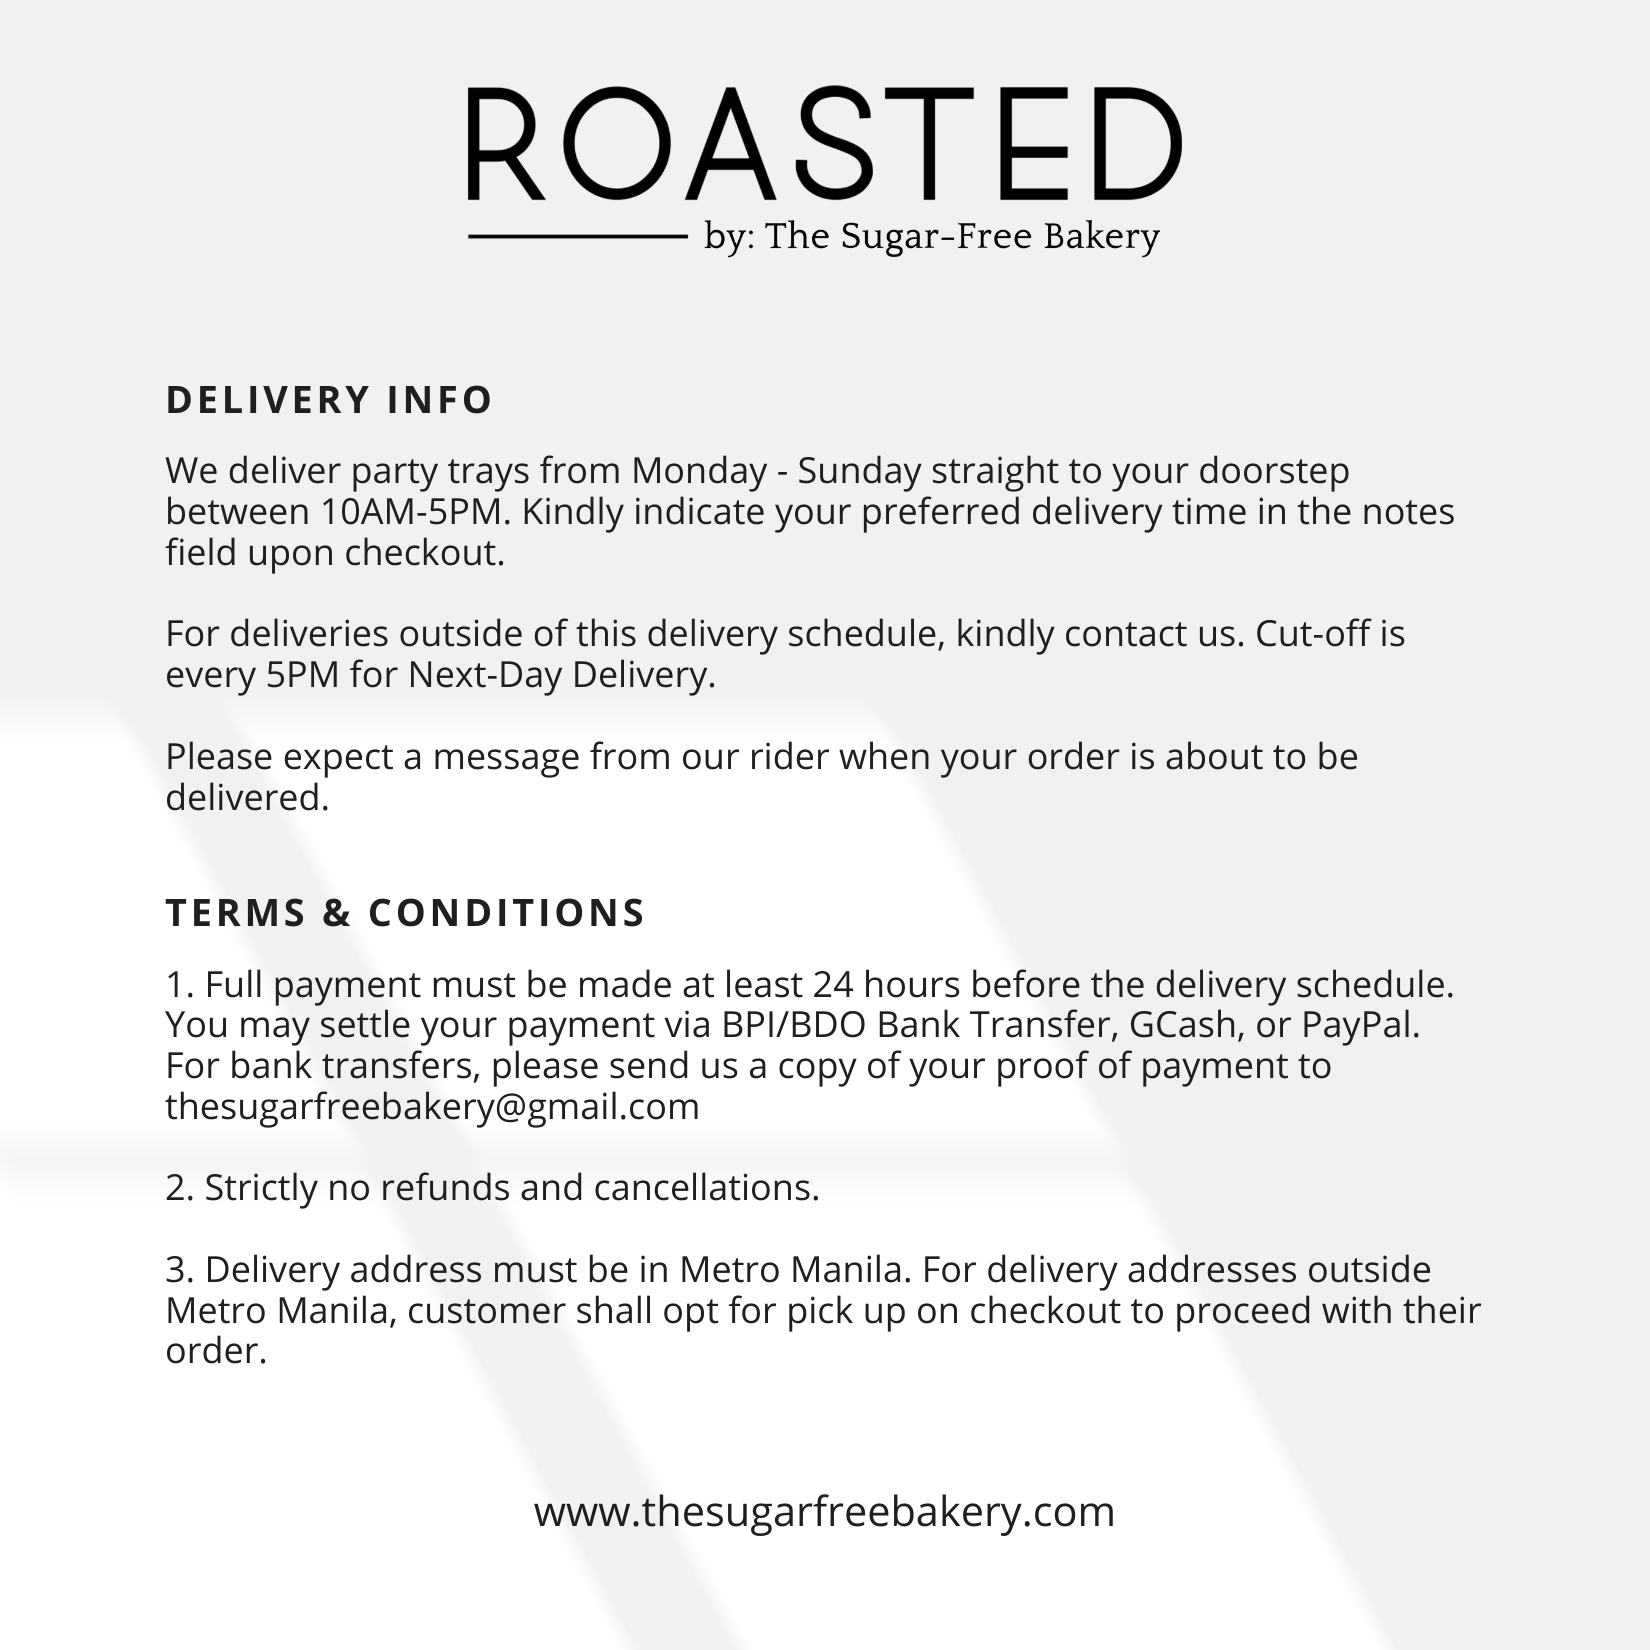 ROASTED
by: The Sugar-Free Bakery
DELIVERY INFO
We deliver party trays from Monday - Sunday straight to your doorstep
between 10AM-5PM. Kindly indicate your preferred delivery time in the notes
field upon checkout.
For deliveries outside of this delivery schedule, kindly contact us. Cut-off is
every 5PM for Next-Day Delivery.
Please expect a message from our rider when your order is about to be
delivered.
TERMS & CONDITIONS
1. Full payment must be made at least 24 hours before the delivery schedule.
You may settle your payment via BPI/BDO Bank Transfer, GCash, or PayPal.
For bank transfers, please send us a copy of your proof of payment to
thesugarfreebakery@gmail.com
2. Strictly no refunds and cancellations.
3. Delivery address must be in Metro Manila. For delivery addresses outside
Metro Manila, customer shall opt for pick up on checkout to proceed with their
order.
www.thesugarfreebakery.com